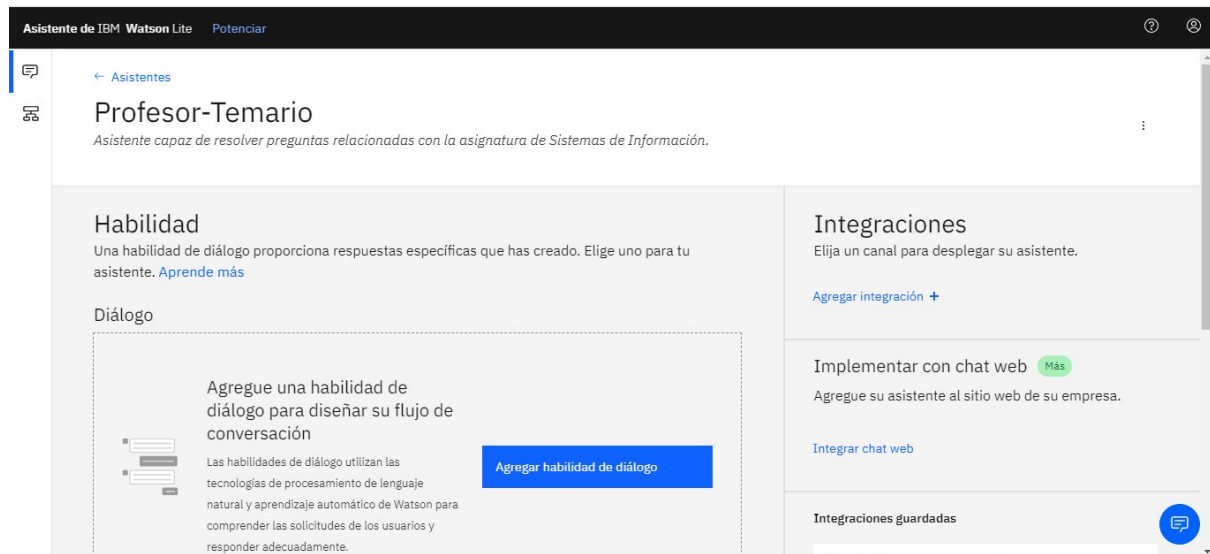 Asistente de IBM Watson Lite Potenciar
← Asistentes
Profesor-Temario
Asistente capaz de resolver preguntas relacionadas con la asignatura de Sistemas de Información.
Habilidad
Una habilidad de diálogo proporciona respuestas específicas que has creado. Elige uno para tu
asistente. Aprende más
Diálogo
Agregue una habilidad de
diálogo para diseñar su flujo de
conversación
Las habilidades de diálogo utilizan las
tecnologías de procesamiento de lenguaje
natural y aprendizaje automático de Watson para
comprender las solicitudes de los usuarios y
responder adecuadamente.
Agregar habilidad de diálogo
Integraciones
Elija un canal para desplegar su asistente.
Agregar integración +
Implementar con chat web Más
Agregue su asistente al sitio web de su empresa.
Integrar chat web
Integraciones guardadas